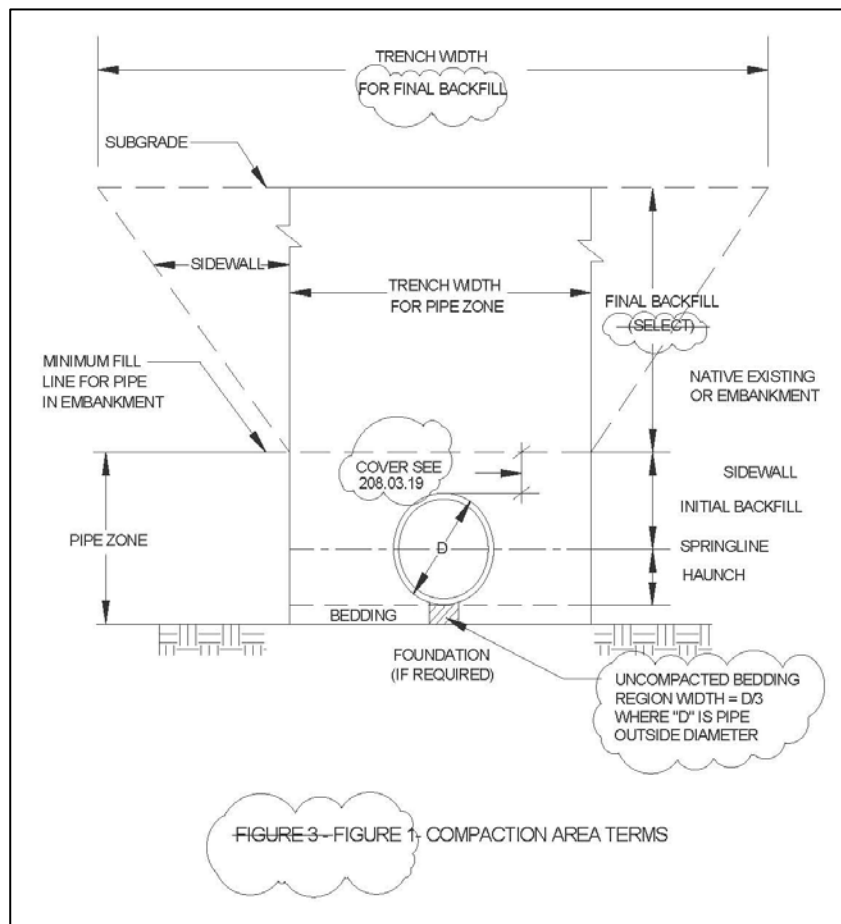 TRENCH WIDTH
FOR FINAL BACKFILL
SUBGRADE
SIDEWALL
TRENCH WIDTH
FOR PIPE ZONE
FINAL BACKFILL
(SELECT)
MINIMUM FILL
LINE FOR PIPE
IN EMBANKMENT
NATIVE EXISTING
OR EMBANKMENT
COVER SEE
208.03.19
SIDEWALL
INITIAL BACKFILL
PIPE ZONE
D
SPRINGLINE
HAUNCH
BEDDING
FOUNDATION
(IF REQUIRED)
UNCOMPACTED BEDDING
REGION WIDTH = D/3
WHERE "D" IS PIPE
OUTSIDE DIAMETER
FIGURE 3 - FIGURE 1- COMPACTION AREA TERMS